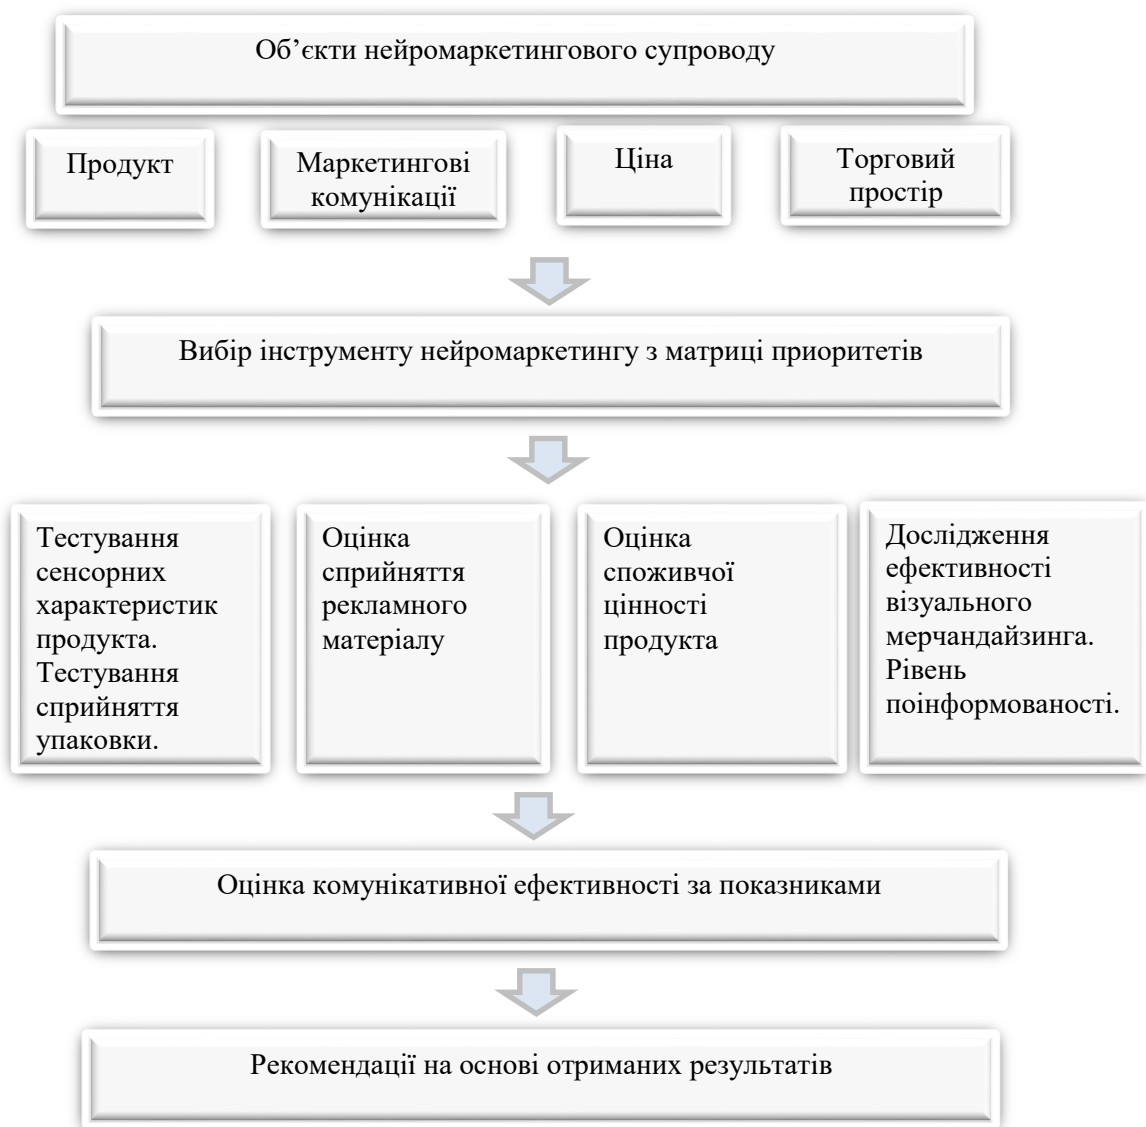 Об’єкти нейромаркетингового супроводу
Продукт
Маркетингові
комунікації
Ціна
Торговий
простір
Вибір інструменту нейромаркетингу з матриці приоритетів
Тестування
сенсорних
характеристик
продукта.
Тестування
сприйняття
упаковки.
Оцінка
сприйняття
рекламного
матеріалу
Оцінка
споживчої
цінності
продукта
Дослідження
ефективності
візуального
мерчандайзинга.
Рівень
поінформованості.
Оцінка комунікативної ефективності за показниками
Рекомендації на основі отриманих результатів